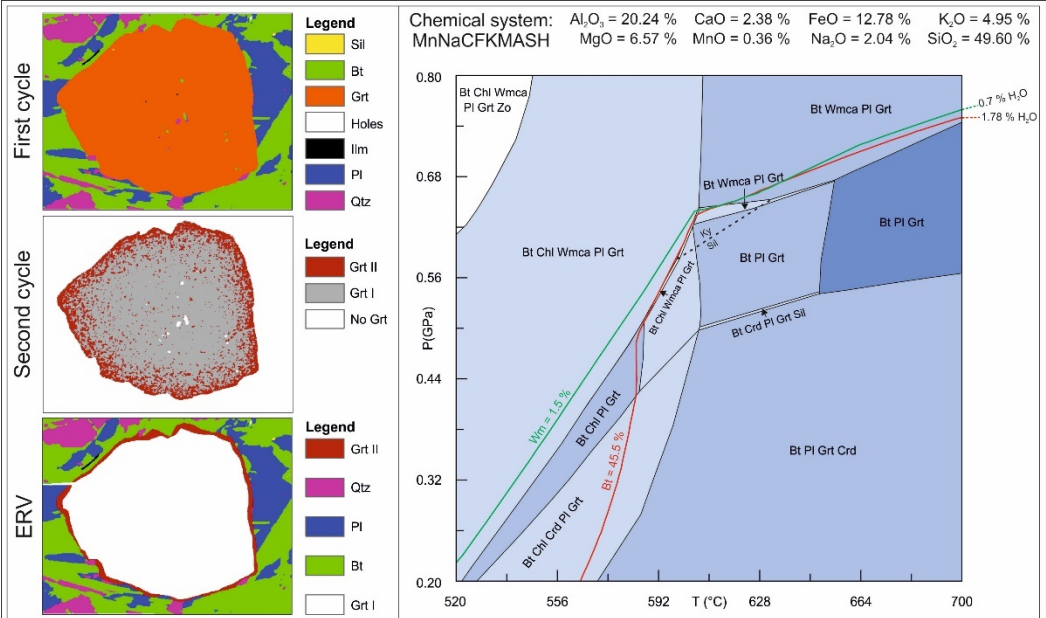 First cycle
Legend
Sil
Bt
Grt
Holes
Ilm
Pl
Qtz
Second cycle
Legend
Grt II
Grt I
No Grt
ERV
Legend
Grt II
Qtz
Pl
Bt
Grt I
Chemical system: Al₂O₃ = 20.24 % CaO = 2.38 % FeO = 12.78 % K₂O = 4.95 %
MnNaCFKMASH MgO = 6.57 % MnO = 0.36 % Na₂O = 2.04 % SiO₂ = 49.60 %
P(GPa)
0.80
0.68
0.56
0.44
0.32
0.20
520
556
592
T (°C)
628
664
700
Bt Chl Wmca
Pl Grt Zo
Bt Wmca Pl Grt
0.7 % H₂O
1.78 % H₂O
Bt Wmca Pl Grt
Bt Chl Wmca Pl Grt
Ky
Sil
Bt Pl Grt
Bt Pl Grt
Bt Chl Wmca Pl Grt
Bt Crd Pl Grt Sil
Wm = 1.5 %
Bt Chl Pl Grt
Bt = 45.5 %
Bt Chl Crd Pl Grt
Bt Pl Grt Crd